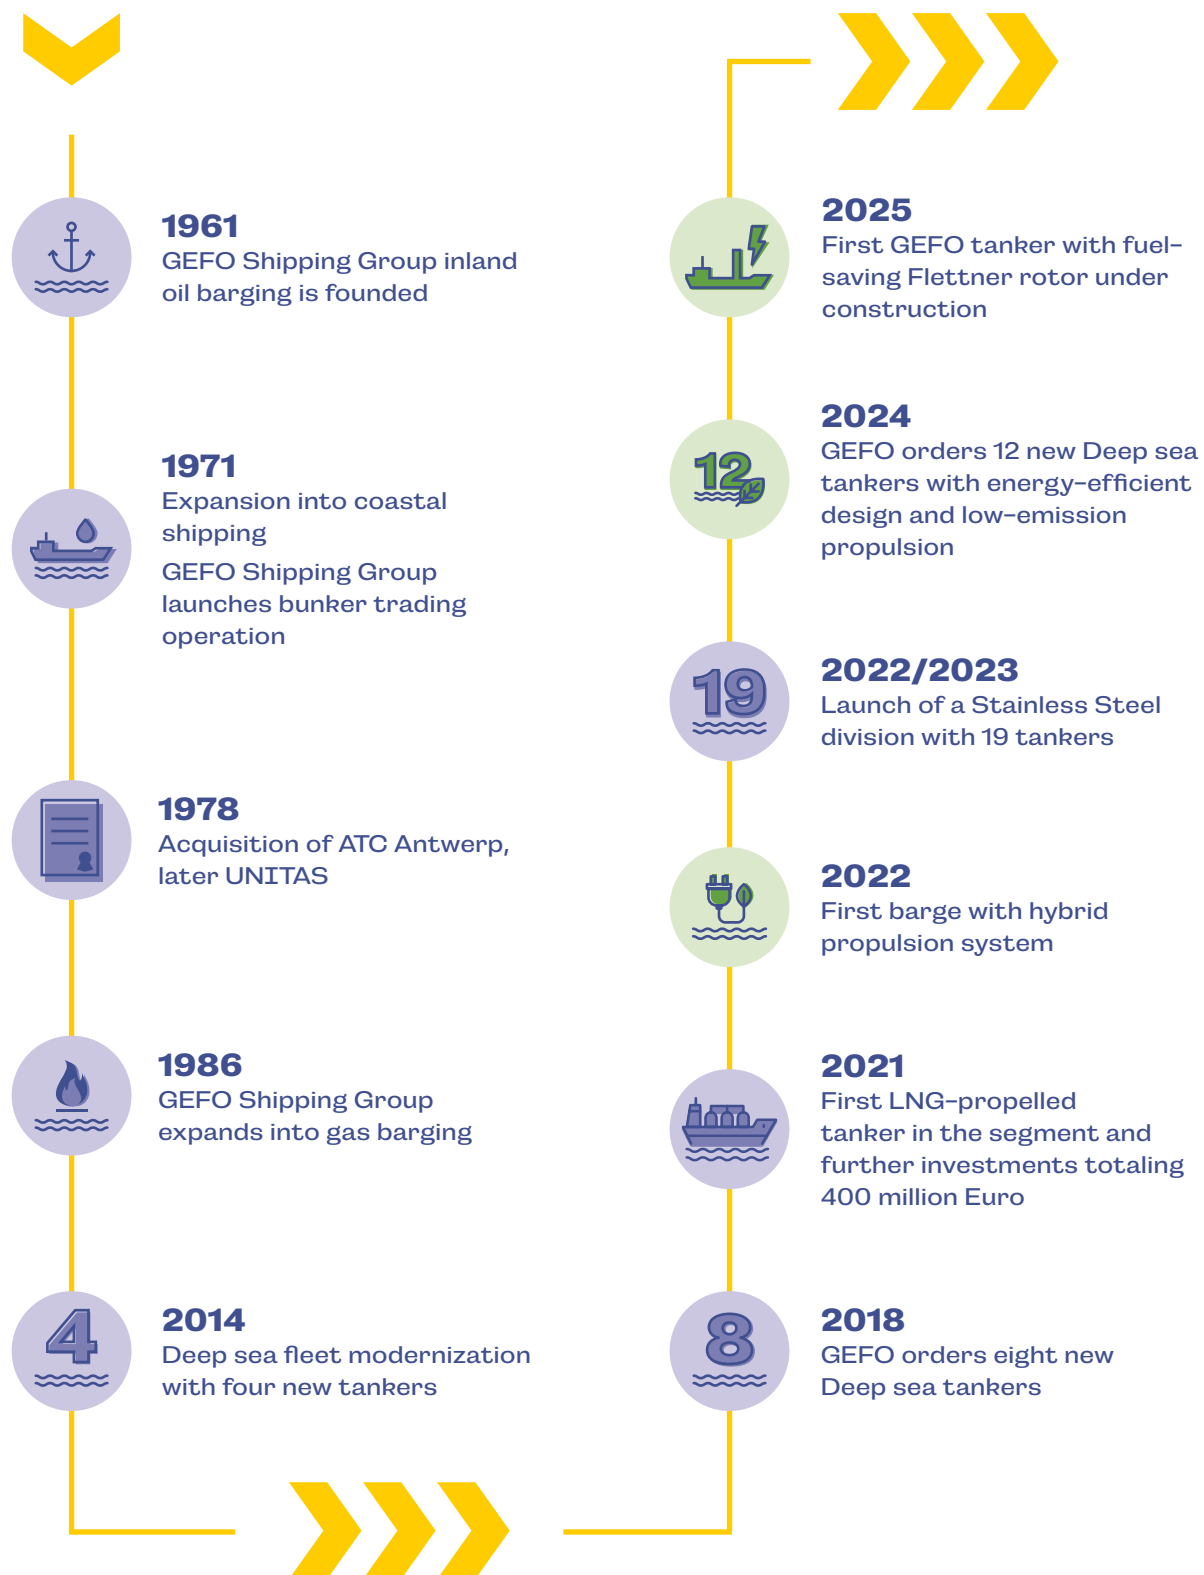 1961
GEFO Shipping Group inland
oil barging is founded
1971
Expansion into coastal
shipping
GEFO Shipping Group
launches bunker trading
operation
1978
Acquisition of ATC Antwerp,
later UNITAS
1986
GEFO Shipping Group
expands into gas barging
4
2014
Deep sea fleet modernization
with four new tankers
8
2018
GEFO orders eight new
Deep sea tankers
2021
First LNG-propelled
tanker in the segment and
further investments totaling
400 million Euro
2022
First barge with hybrid
propulsion system
19
2022/2023
Launch of a Stainless Steel
division with 19 tankers
12
2024
GEFO orders 12 new Deep sea
tankers with energy-efficient
design and low-emission
propulsion
2025
First GEFO tanker with fuel-
saving Flettner rotor under
construction